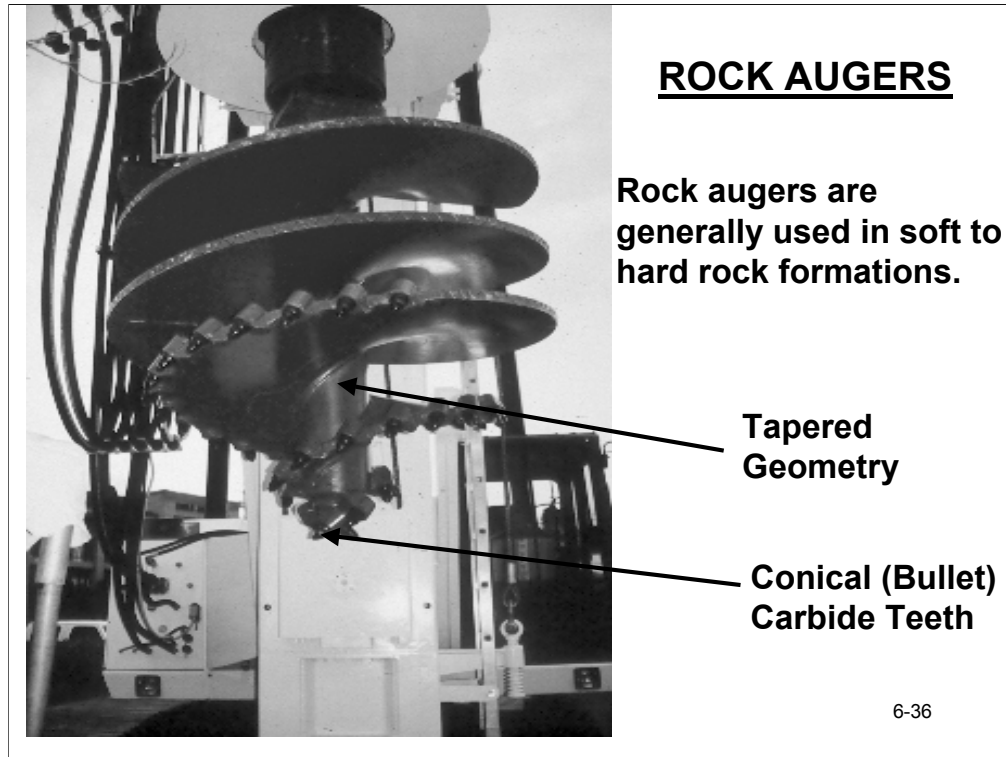 ROCK AUGERS
Rock augers are
generally used in soft to
hard rock formations.
Tapered
Geometry
Conical (Bullet)
Carbide Teeth
6-36